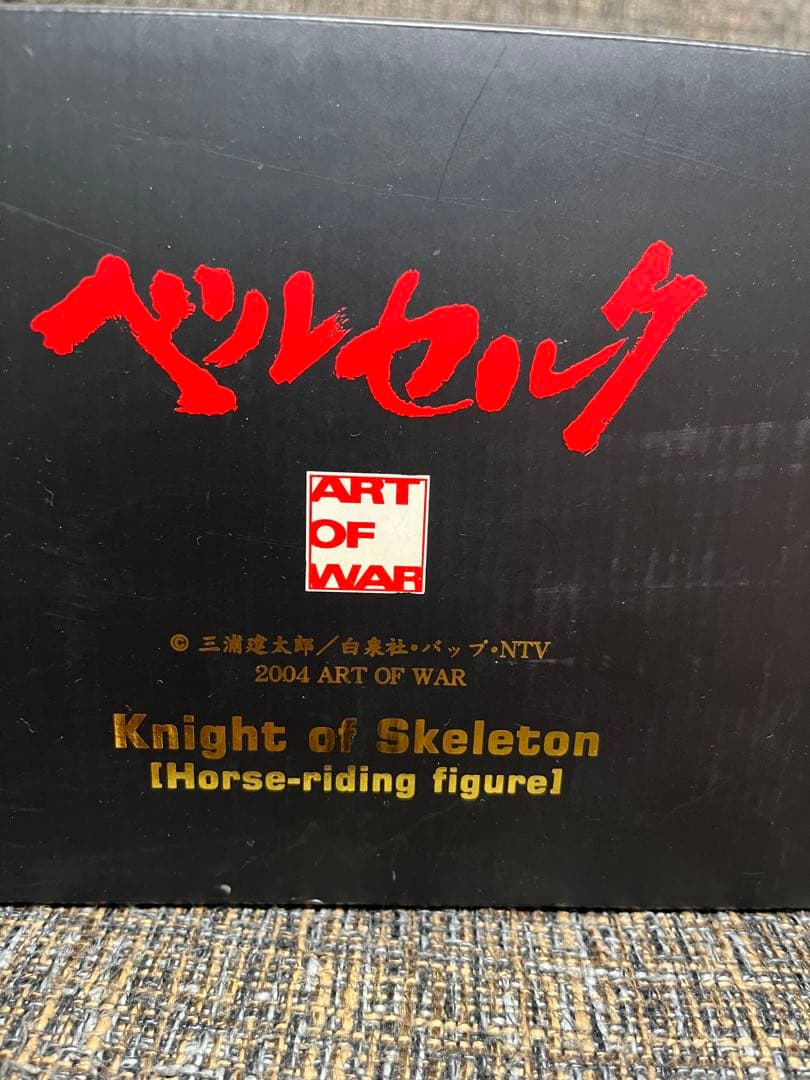 ベルセルク
ART
OF
WAR
© 三浦建太郎／白泉社・バップ・NTV
2004 ART OF WAR
Knight of Skeleton
[Horse-riding figure]